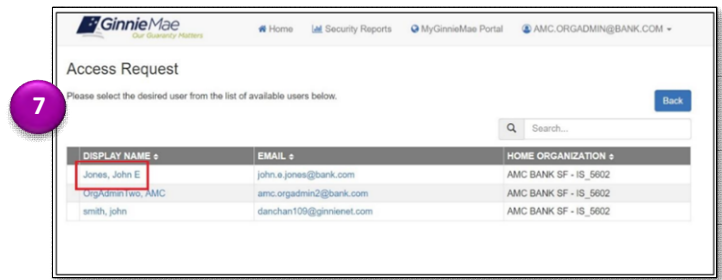 GinnieMae
Our Guaranty Matters
Home Security Reports MyGinnieMae Portal AMC.ORGADMIN@BANK.COM
Access Request
Please select the desired user from the list of available users below.
Back
7
Search...
DISPLAY NAME EMAIL HOME ORGANIZATION
Jones, John E john.e.jones@bank.com AMC BANK SF - IS_5602
OrgAdminTwo, AMC amc.orgadmin2@bank.com AMC BANK SF - IS_5602
smith, john danchan109@ginnienet.com AMC BANK SF - IS_5602